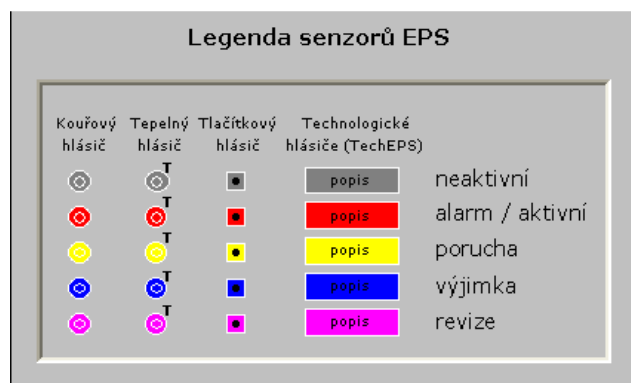 Legenda senzorů EPS
Kouřový Tepelný Tlačítkový Technologické
hlásič hlásič hlásič hlásiče (TechEPS)
T popis neaktivní
T popis alarm / aktivní
T popis porucha
T popis výjimka
T popis revize